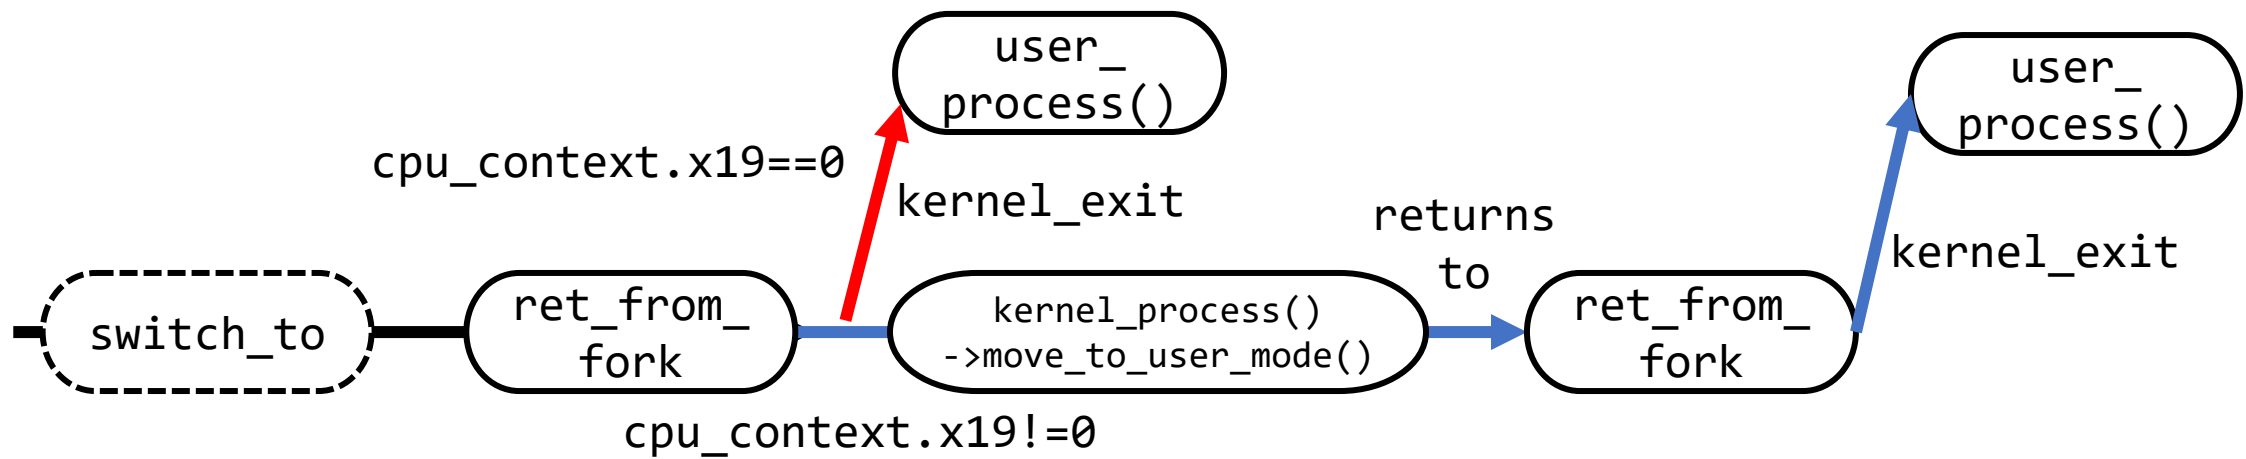 user_
process()
user_
process()
cpu_context.x19==0
kernel_exit
returns
to
kernel_exit
switch_to
ret_from_
fork
kernel_process()
->move_to_user_mode()
ret_from_
fork
cpu_context.x19!=0